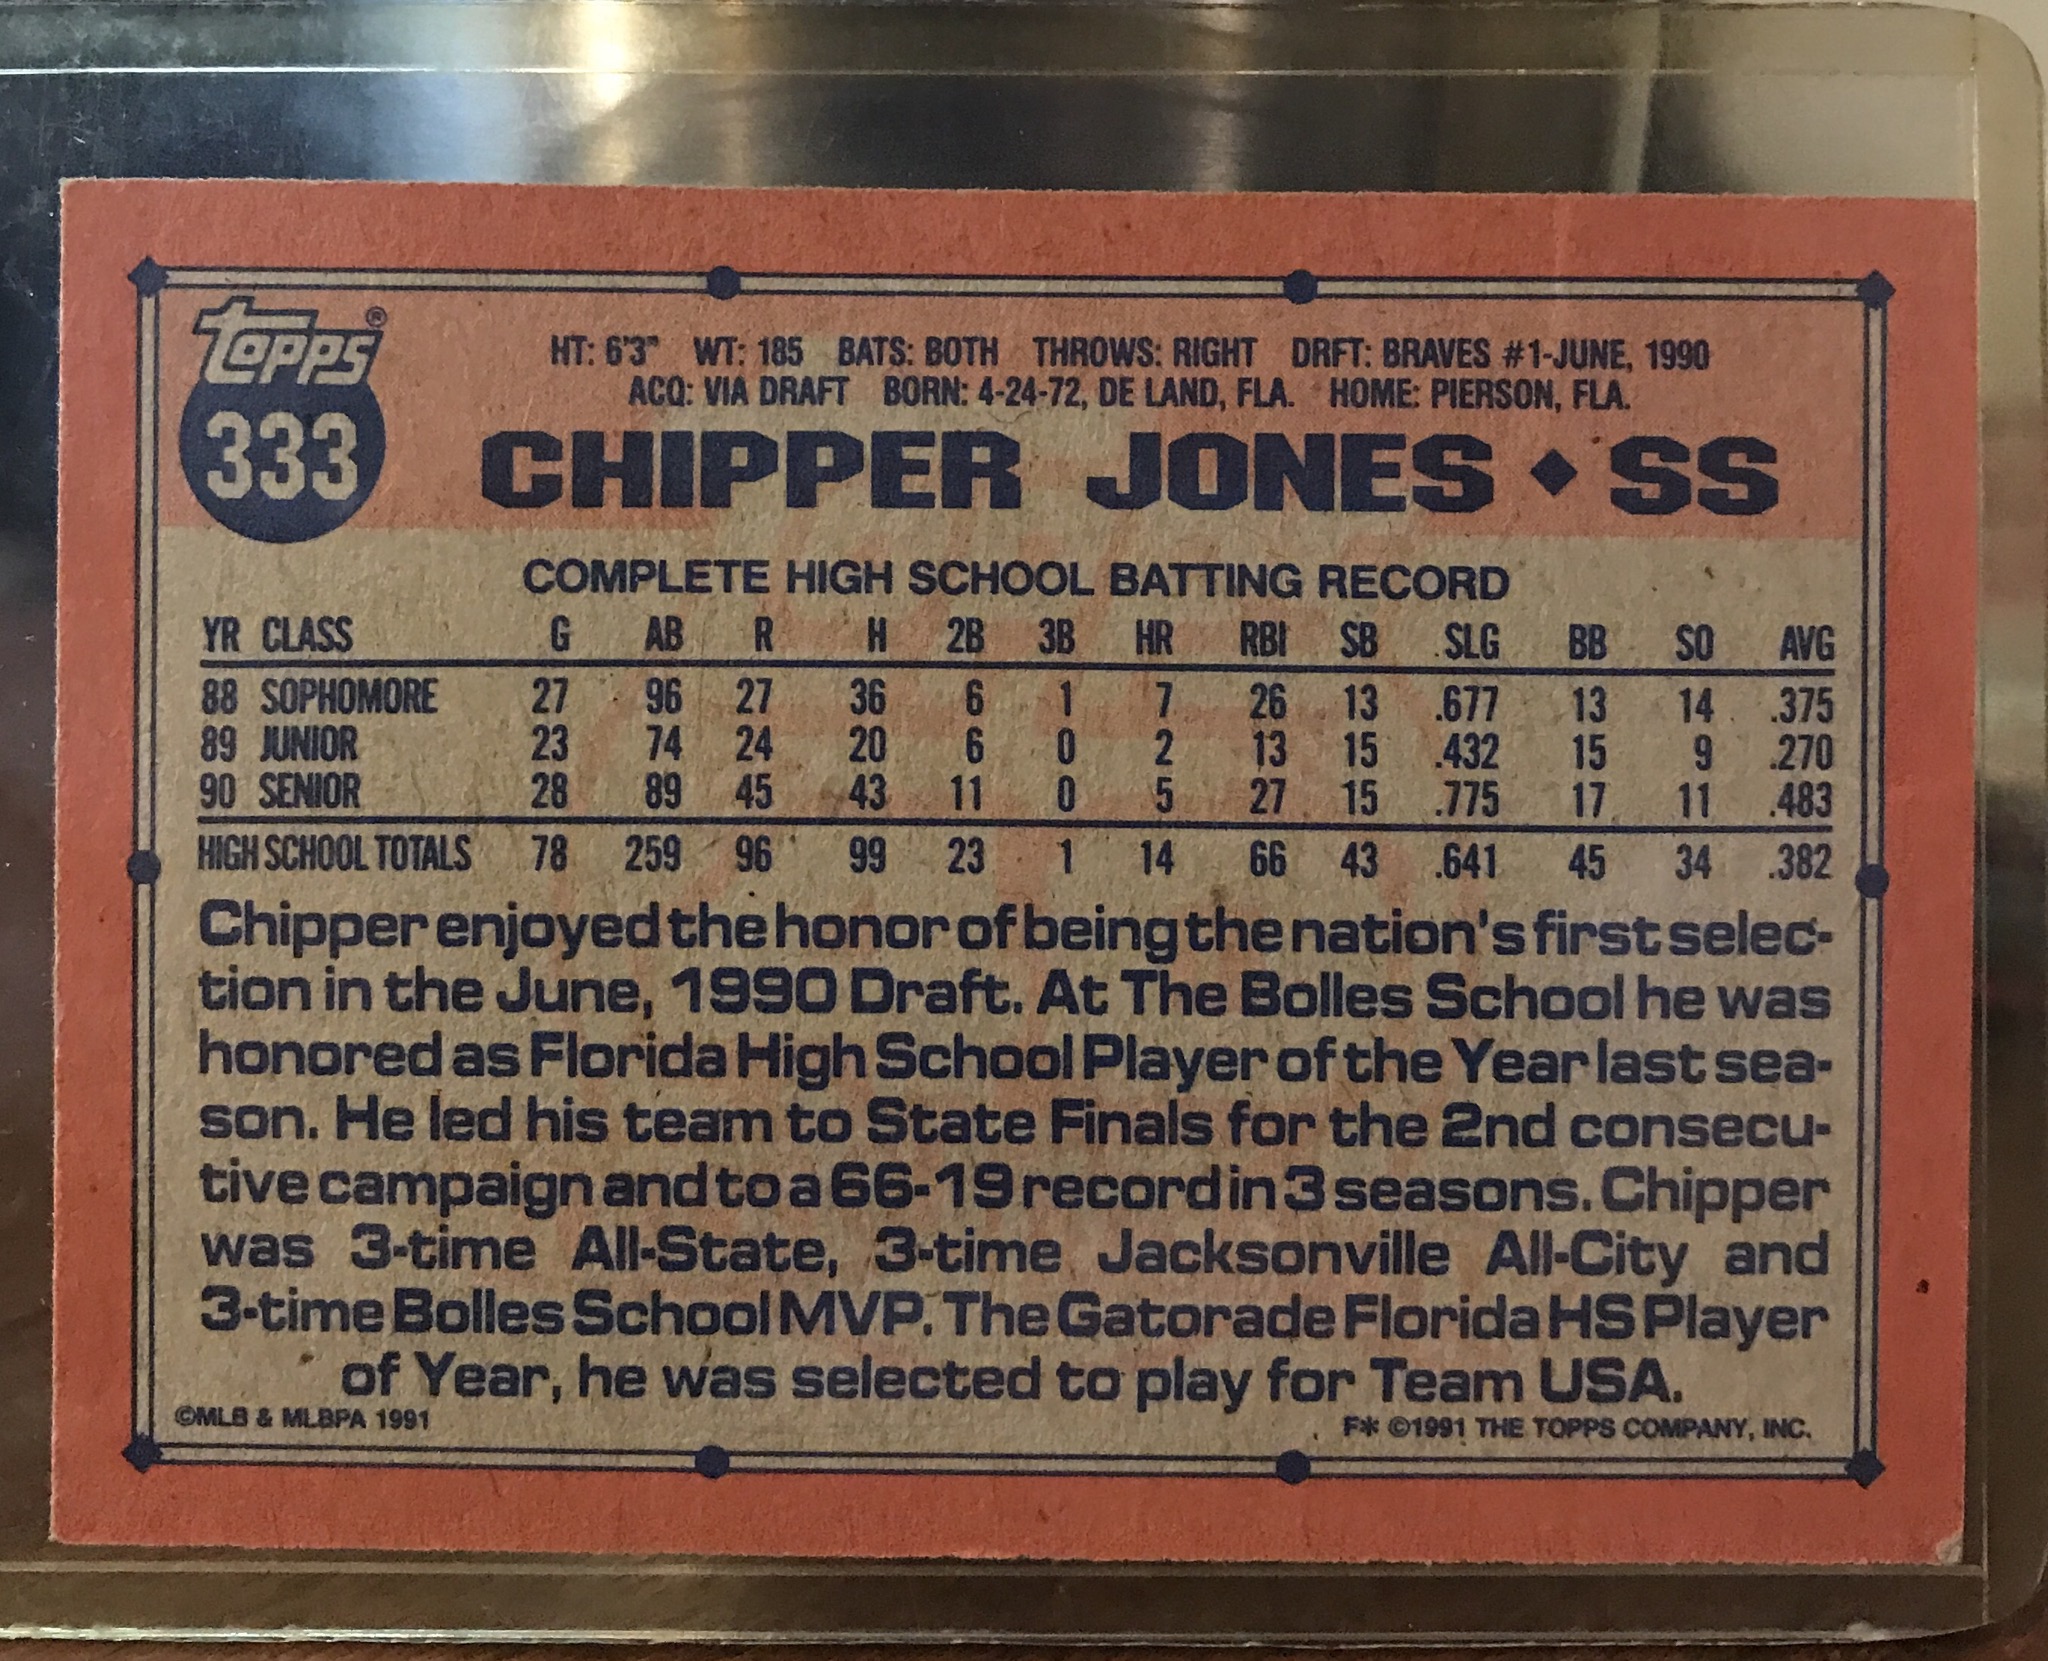 Topps®
333
HT: 6'3" WT: 185 BATS: BOTH THROWS: RIGHT DRFT: BRAVES #1-JUNE, 1990
ACQ: VIA DRAFT BORN: 4-24-72, DE LAND, FLA. HOME: PIERSON, FLA.
CHIPPER JONES ◆ SS
COMPLETE HIGH SCHOOL BATTING RECORD
YR CLASS G AB R H 2B 3B HR RBI SB SLG BB SO AVG
88 SOPHOMORE 27 96 27 36 6 1 7 26 13 .677 13 14 .375
89 JUNIOR 23 74 24 20 6 0 2 13 15 .432 15 9 .270
90 SENIOR 28 89 45 43 11 0 5 27 15 .775 17 11 .483
HIGH SCHOOL TOTALS 78 259 96 99 23 1 14 66 43 .641 45 34 .382
Chipper enjoyed the honor of being the nation's first selec-
tion in the June, 1990 Draft. At The Bolles School he was
honored as Florida High School Player of the Year last sea-
son. He led his team to State Finals for the 2nd consecu-
tive campaign and to a 66-19 record in 3 seasons. Chipper
was 3-time All-State, 3-time Jacksonville All-City and
3-time Bolles School MVP. The Gatorade Florida HS Player
of Year, he was selected to play for Team USA.
©MLB & MLBPA 1991 F* ©1991 THE TOPPS COMPANY, INC.